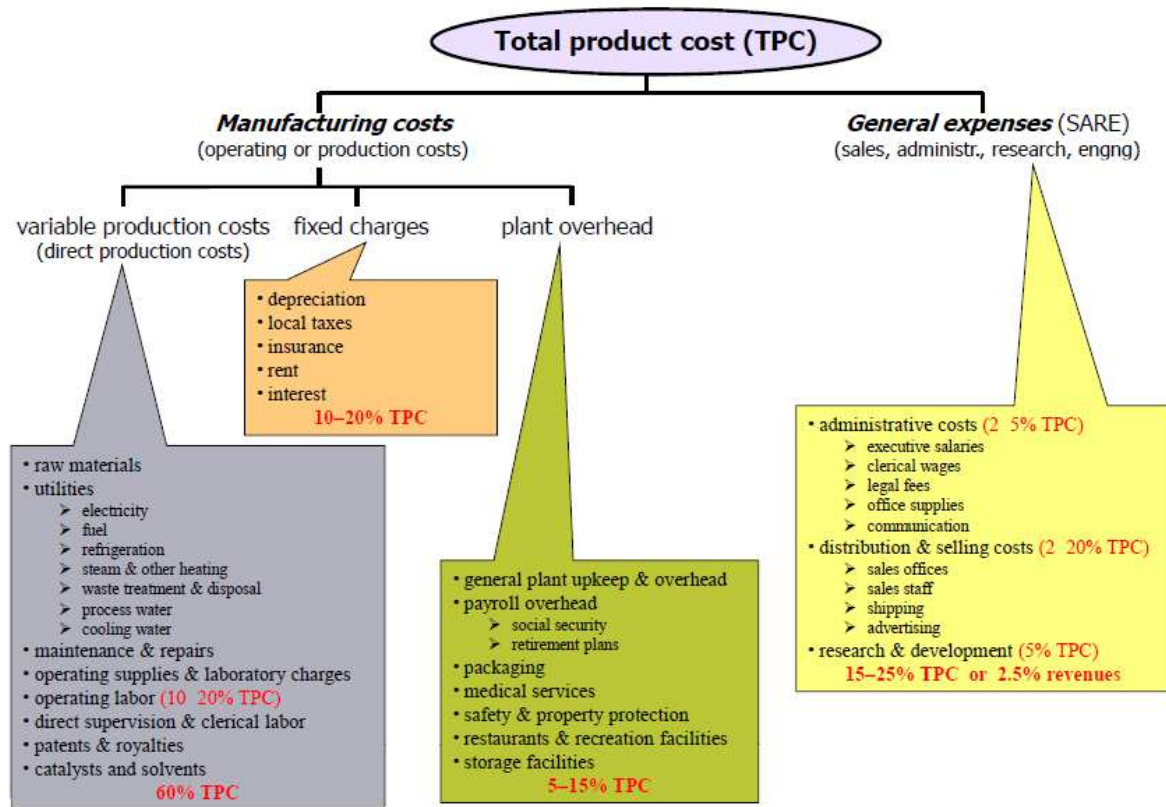 Total product cost (TPC)
Manufacturing costs
(operating or production costs)
General expenses (SARE)
(sales, administr., research, engng)
variable production costs
(direct production costs)
fixed charges
plant overhead
• depreciation
• local taxes
• insurance
• rent
• interest
10–20% TPC
• raw materials
• utilities
➢ electricity
➢ fuel
➢ refrigeration
➢ steam & other heating
➢ waste treatment & disposal
➢ process water
➢ cooling water
• maintenance & repairs
• operating supplies & laboratory charges
• operating labor (10 20% TPC)
• direct supervision & clerical labor
• patents & royalties
• catalysts and solvents
60% TPC
• general plant upkeep & overhead
• payroll overhead
➢ social security
➢ retirement plans
• packaging
• medical services
• safety & property protection
• restaurants & recreation facilities
• storage facilities
5–15% TPC
• administrative costs (2 5% TPC)
➢ executive salaries
➢ clerical wages
➢ legal fees
➢ office supplies
➢ communication
• distribution & selling costs (2 20% TPC)
➢ sales offices
➢ sales staff
➢ shipping
➢ advertising
• research & development (5% TPC)
15–25% TPC or 2.5% revenues